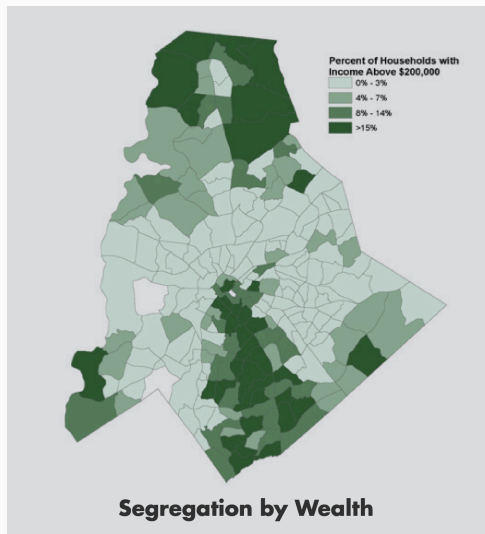 Percent of Households with
Income Above $200,000
0% - 3%
4% - 7%
8% - 14%
>15%
Segregation by Wealth